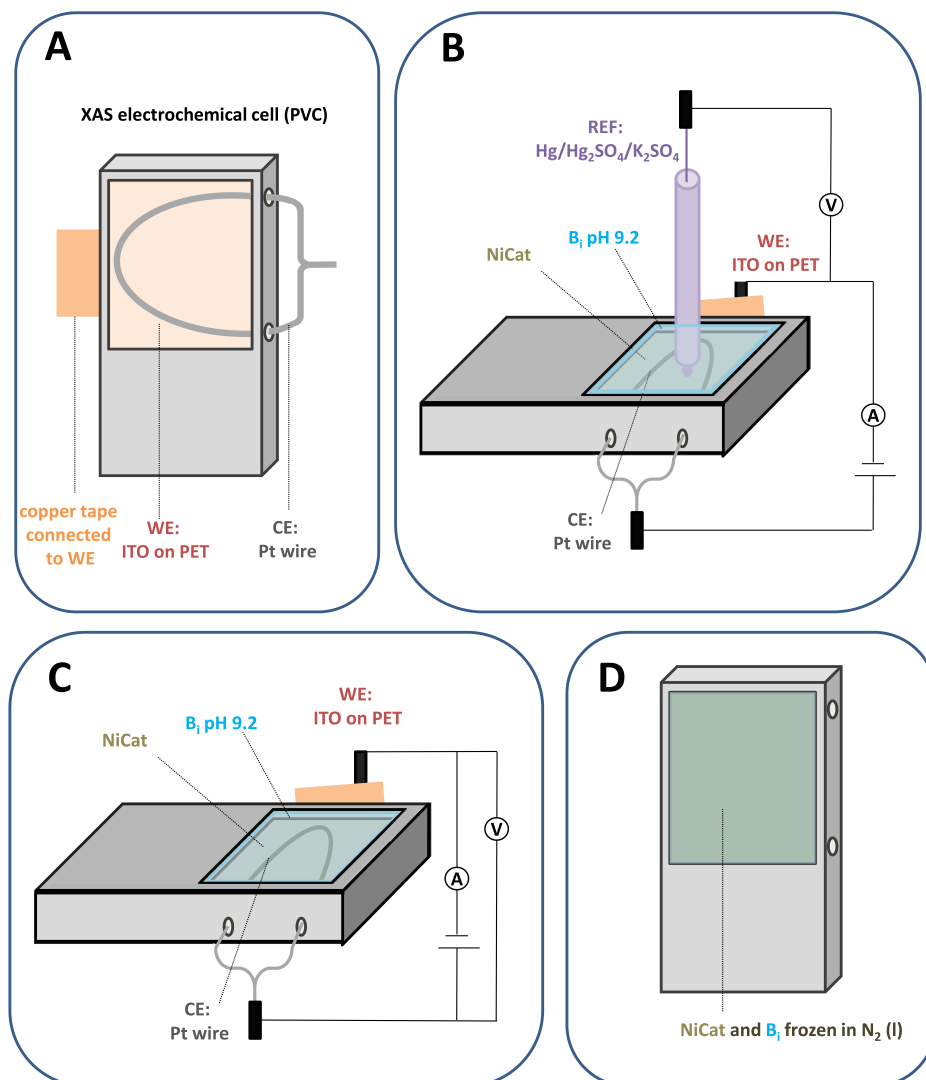 A
XAS electrochemical cell (PVC)
copper tape
connected
to WE
WE:
ITO on PET
CE:
Pt wire
B
REF:
Hg/Hg₂SO₄/K₂SO₄
Bᵢ pH 9.2
NiCat
WE:
ITO on PET
V
A
CE:
Pt wire
C
WE:
ITO on PET
Bᵢ pH 9.2
NiCat
V
A
CE:
Pt wire
D
NiCat and Bᵢ frozen in N₂ (l)